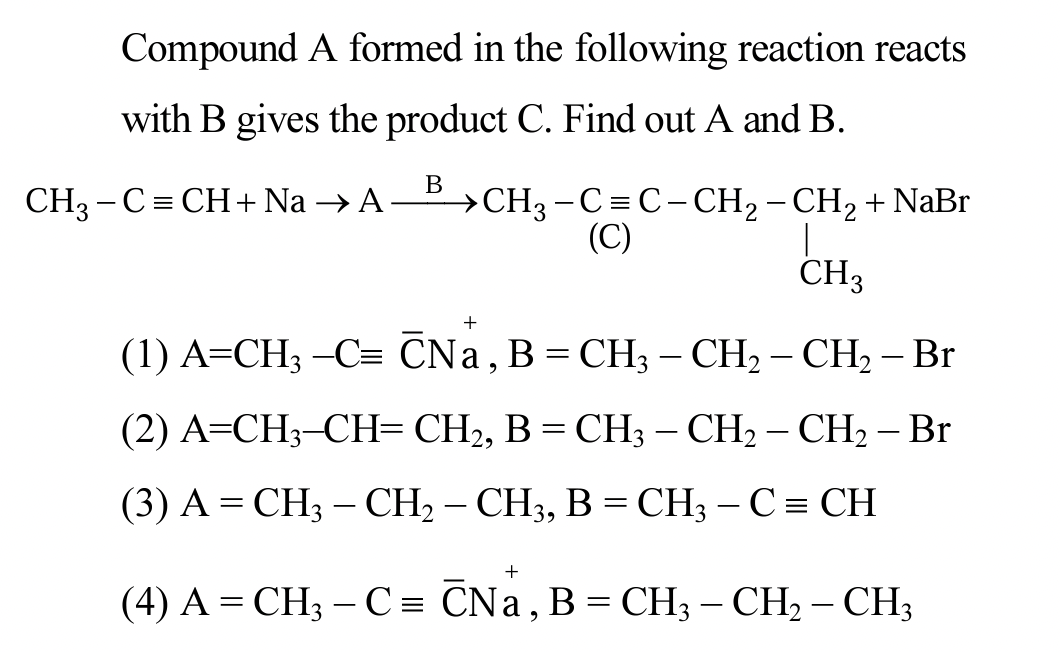 Compound A formed in the following reaction reacts
with B gives the product C. Find out A and B.
CH₃ – C ≡ CH + Na → A —B→ CH₃ – C ≡ C – CH₂ – CH₂ + NaBr
(C) |
CH₃
(1) A=CH₃ –C≡ C̅Na⁺, B = CH₃ – CH₂ – CH₂ – Br
(2) A=CH₃–CH= CH₂, B = CH₃ – CH₂ – CH₂ – Br
(3) A = CH₃ – CH₂ – CH₃, B = CH₃ – C ≡ CH
(4) A = CH₃ – C ≡ C̅Na⁺, B = CH₃ – CH₂ – CH₃